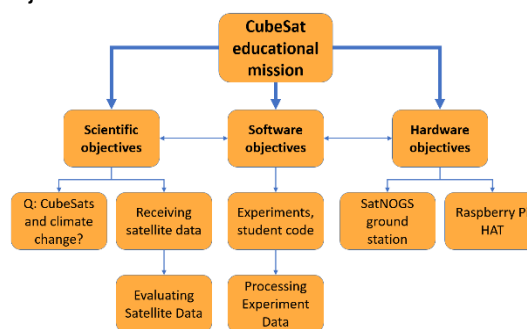 CubeSat
educational
mission
Scientific
objectives
Software
objectives
Hardware
objectives
Q: CubeSats
and climate
change?
Receiving
satellite data
Experiments,
student code
SatNOGS
ground
station
Raspberry Pi
HAT
Evaluating
Satellite Data
Processing
Experiment
Data